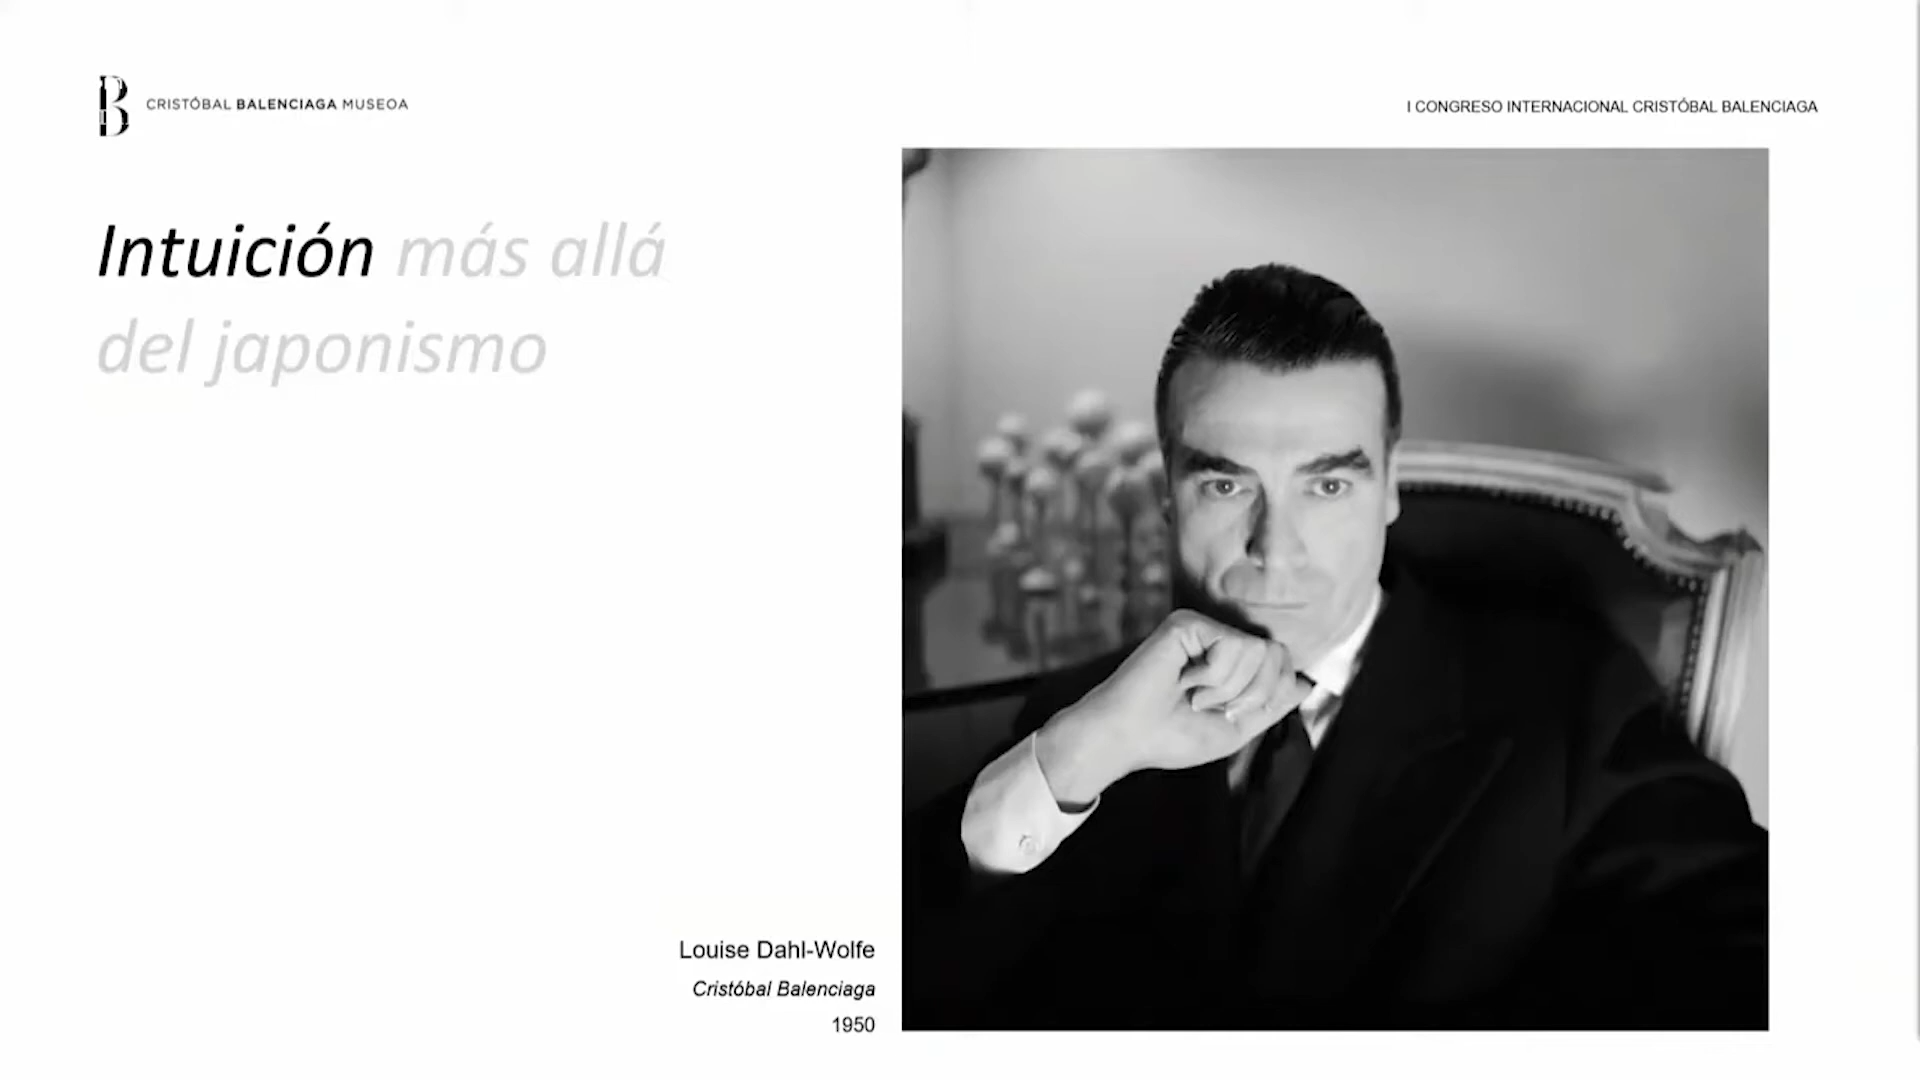 B CRISTÓBAL BALENCIAGA MUSEOA
I CONGRESO INTERNACIONAL CRISTÓBAL BALENCIAGA
Intuición más allá
del japonismo
Louise Dahl-Wolfe
Cristóbal Balenciaga
1950